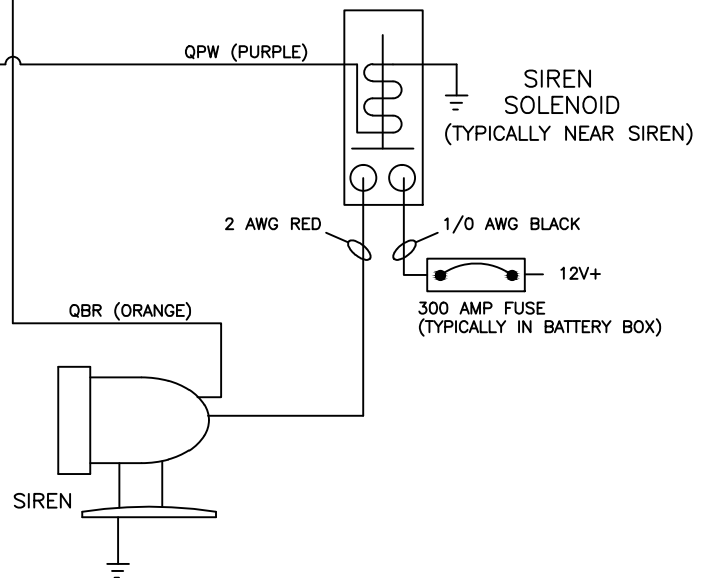 QPW (PURPLE)
SIREN
SOLENOID
(TYPICALLY NEAR SIREN)
2 AWG RED
1/0 AWG BLACK
12V+
300 AMP FUSE
(TYPICALLY IN BATTERY BOX)
QBR (ORANGE)
SIREN